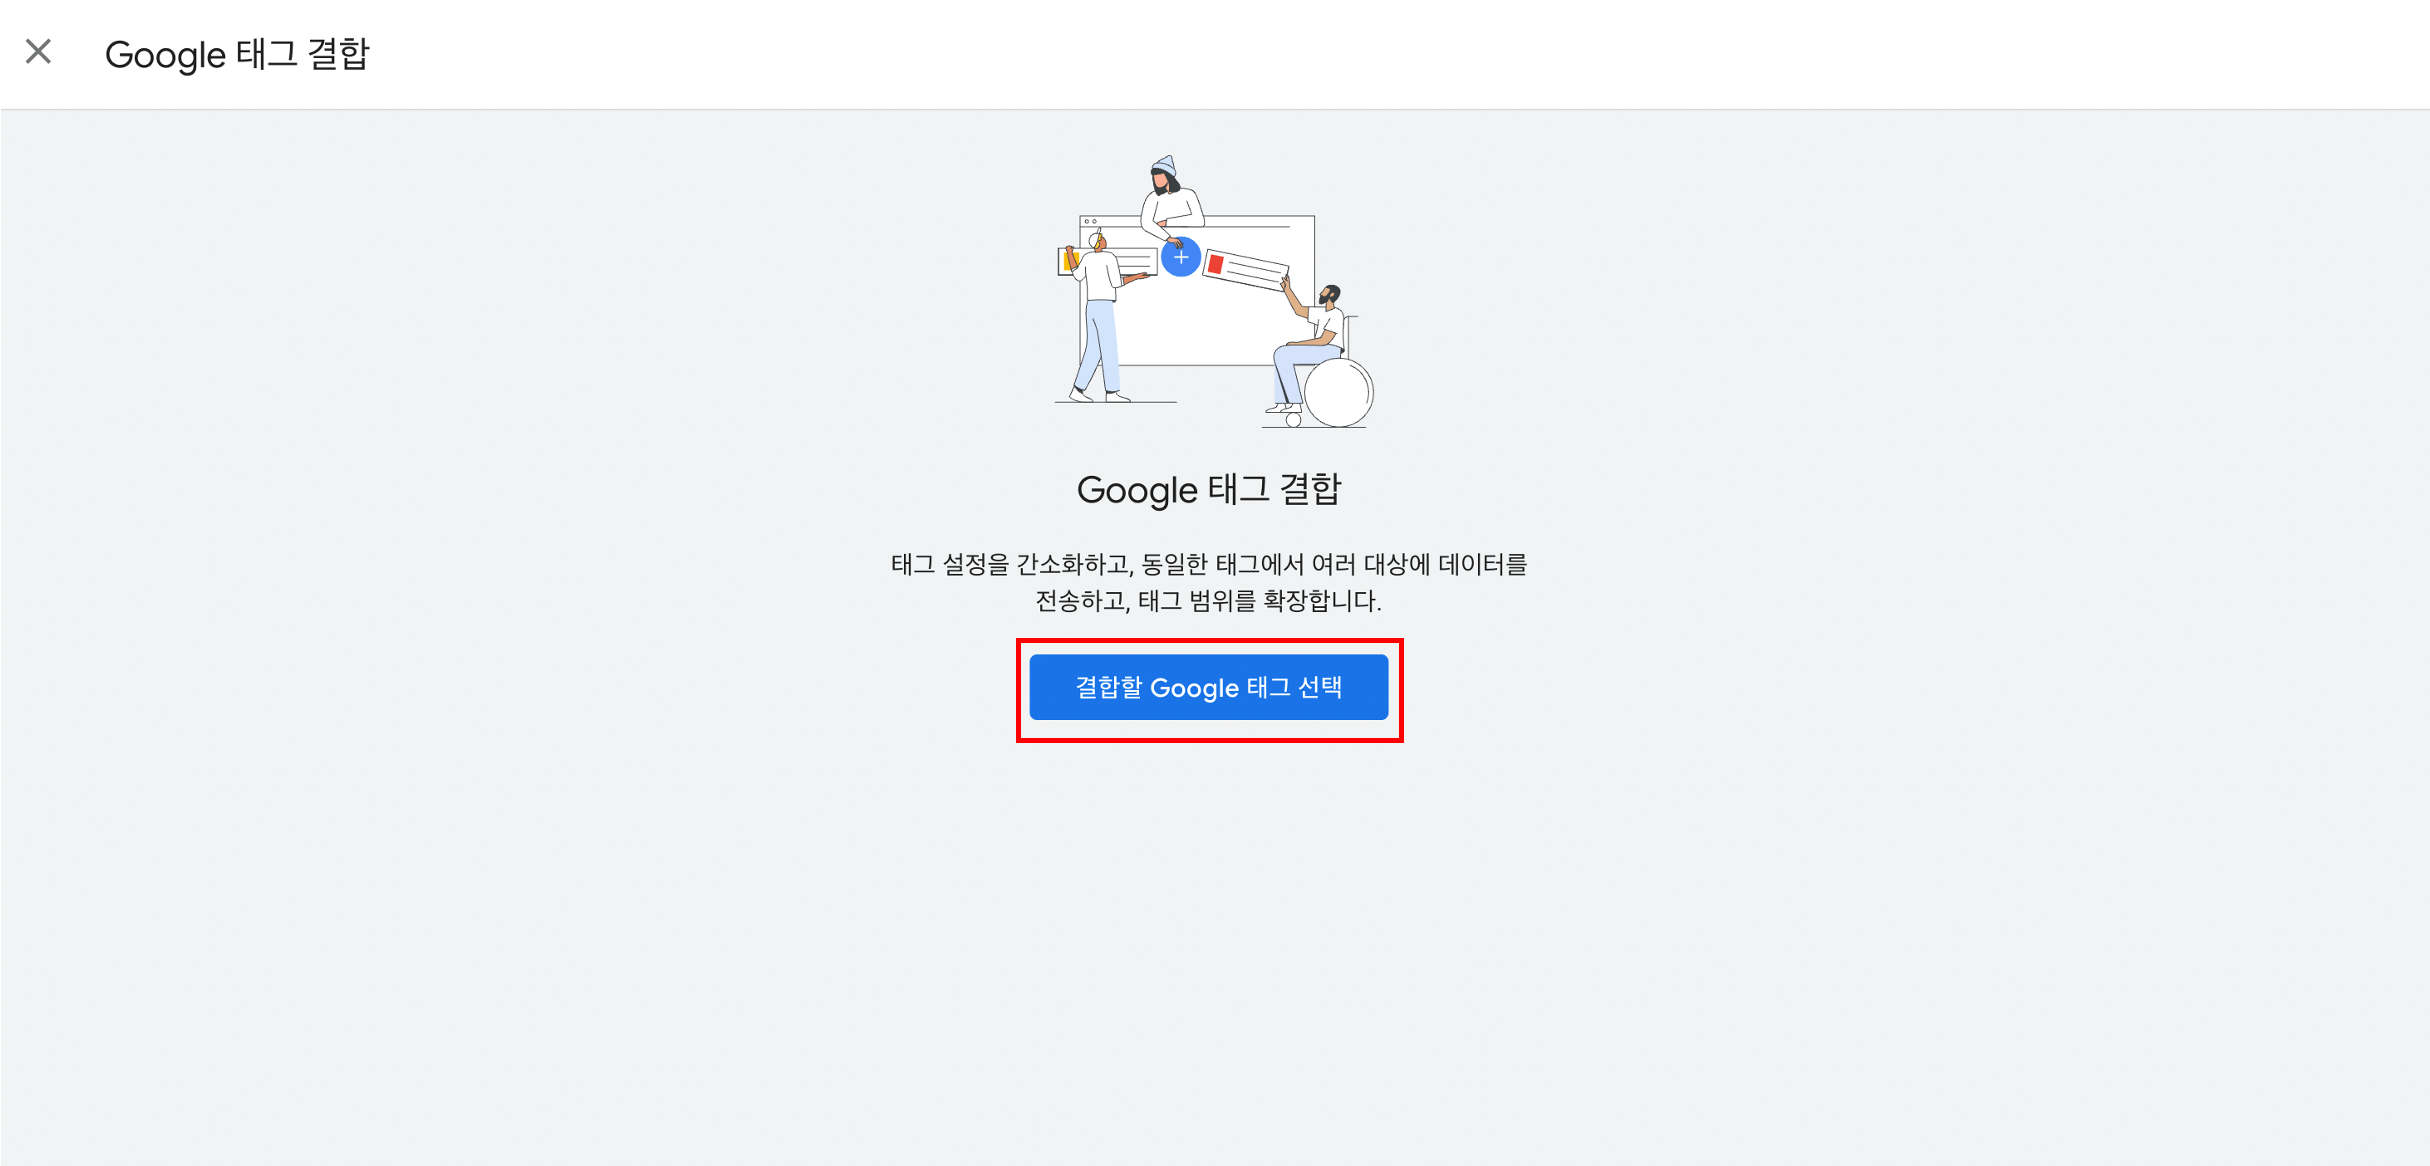 Google 태그 결합
Google 태그 결합
태그 설정을 간소화하고, 동일한 태그에서 여러 대상에 데이터를
전송하고, 태그 범위를 확장합니다.
결합할 Google 태그 선택